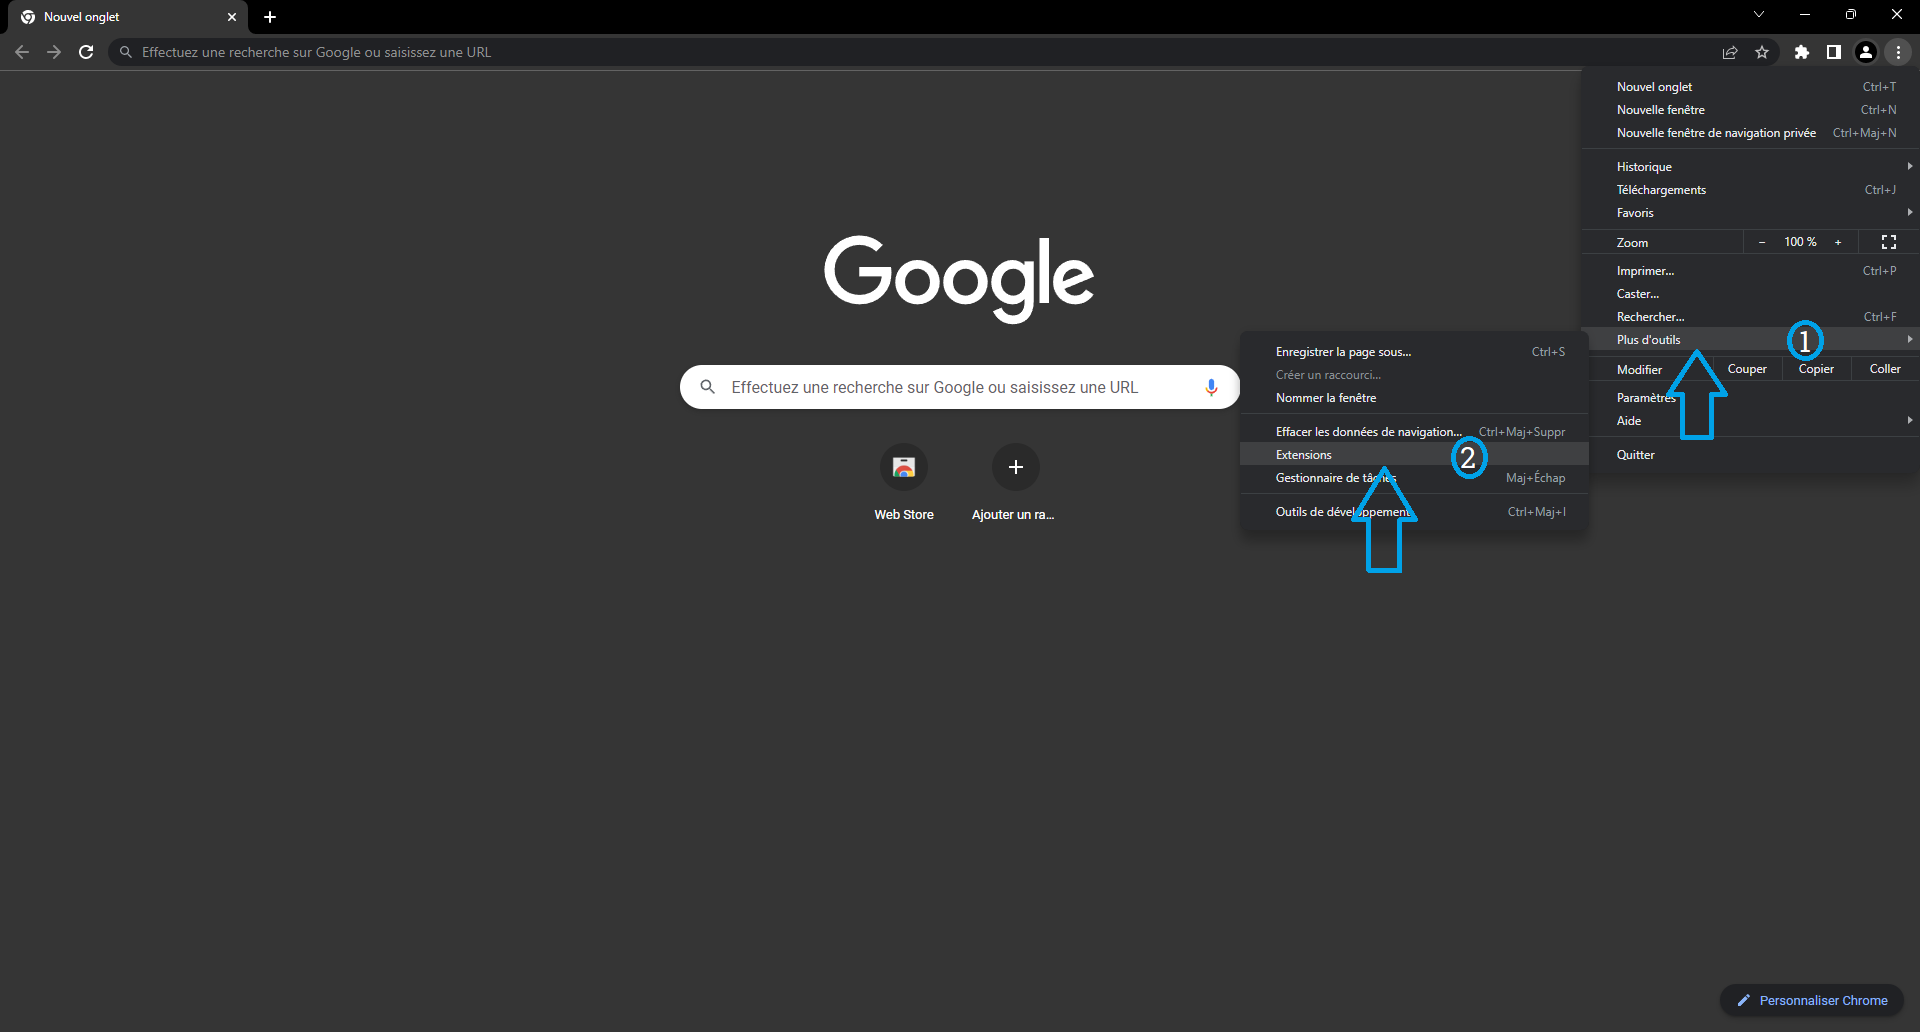 Nouvel onglet
Effectuez une recherche sur Google ou saisissez une URL
Nouvel onglet Ctrl+T
Nouvelle fenêtre Ctrl+N
Nouvelle fenêtre de navigation privée Ctrl+Maj+N
Historique
Téléchargements Ctrl+J
Favoris
Zoom - 100 % +
Imprimer... Ctrl+P
Caster...
Rechercher... Ctrl+F
Plus d'outils 1
Modifier Couper Copier Coller
Paramètres
Aide
Quitter
Google
Effectuez une recherche sur Google ou saisissez une URL
Web Store
Ajouter un ra...
Enregistrer la page sous... Ctrl+S
Créer un raccourci...
Nommer la fenêtre
Effacer les données de navigation... Ctrl+Maj+Suppr
Extensions 2
Gestionnaire de tâches Maj+Échap
Outils de développement Ctrl+Maj+I
Personnaliser Chrome